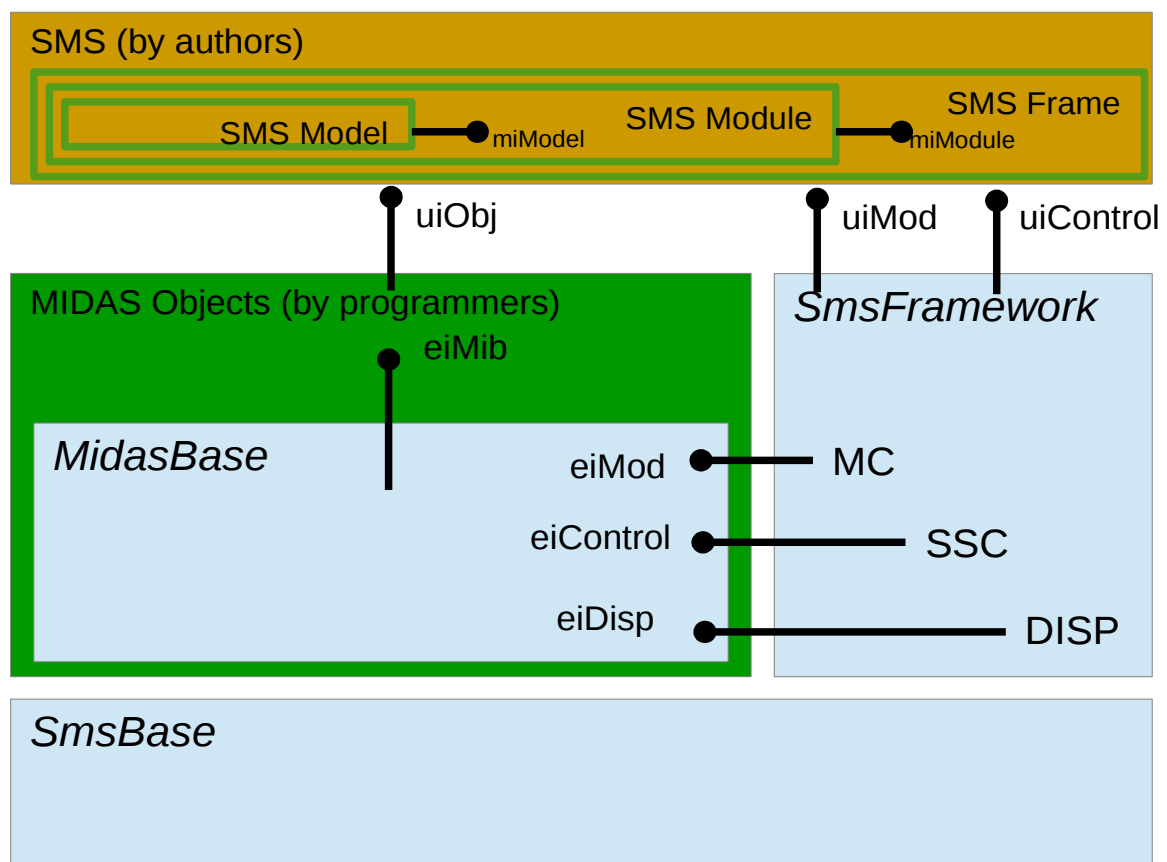 SMS (by authors)
SMS Frame
SMS Module
SMS Model
miModel
miModule
uiObj
uiMod
uiControl
MIDAS Objects (by programmers)
SmsFramework
eiMib
MidasBase
eiMod
MC
eiControl
SSC
eiDisp
DISP
SmsBase